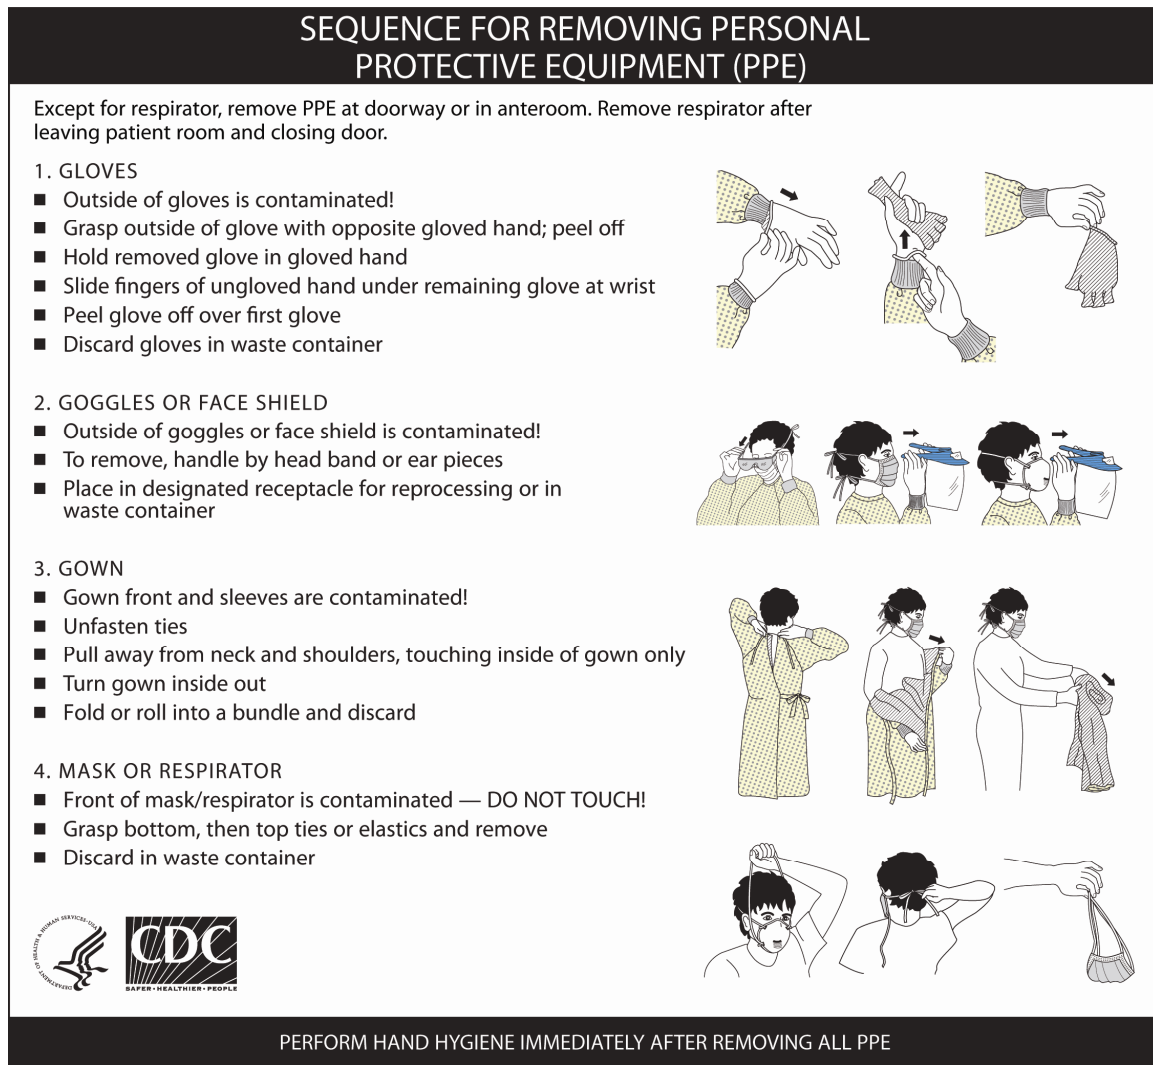 SEQUENCE FOR REMOVING PERSONAL
PROTECTIVE EQUIPMENT (PPE)
Except for respirator, remove PPE at doorway or in anteroom. Remove respirator after
leaving patient room and closing door.
1. GLOVES
■ Outside of gloves is contaminated!
■ Grasp outside of glove with opposite gloved hand; peel off
■ Hold removed glove in gloved hand
■ Slide fingers of ungloved hand under remaining glove at wrist
■ Peel glove off over first glove
■ Discard gloves in waste container
2. GOGGLES OR FACE SHIELD
■ Outside of goggles or face shield is contaminated!
■ To remove, handle by head band or ear pieces
■ Place in designated receptacle for reprocessing or in
waste container
3. GOWN
■ Gown front and sleeves are contaminated!
■ Unfasten ties
■ Pull away from neck and shoulders, touching inside of gown only
■ Turn gown inside out
■ Fold or roll into a bundle and discard
4. MASK OR RESPIRATOR
■ Front of mask/respirator is contaminated — DO NOT TOUCH!
■ Grasp bottom, then top ties or elastics and remove
■ Discard in waste container
DEPARTMENT OF HEALTH & HUMAN SERVICES • USA
CDC
SAFER • HEALTHIER • PEOPLE
PERFORM HAND HYGIENE IMMEDIATELY AFTER REMOVING ALL PPE